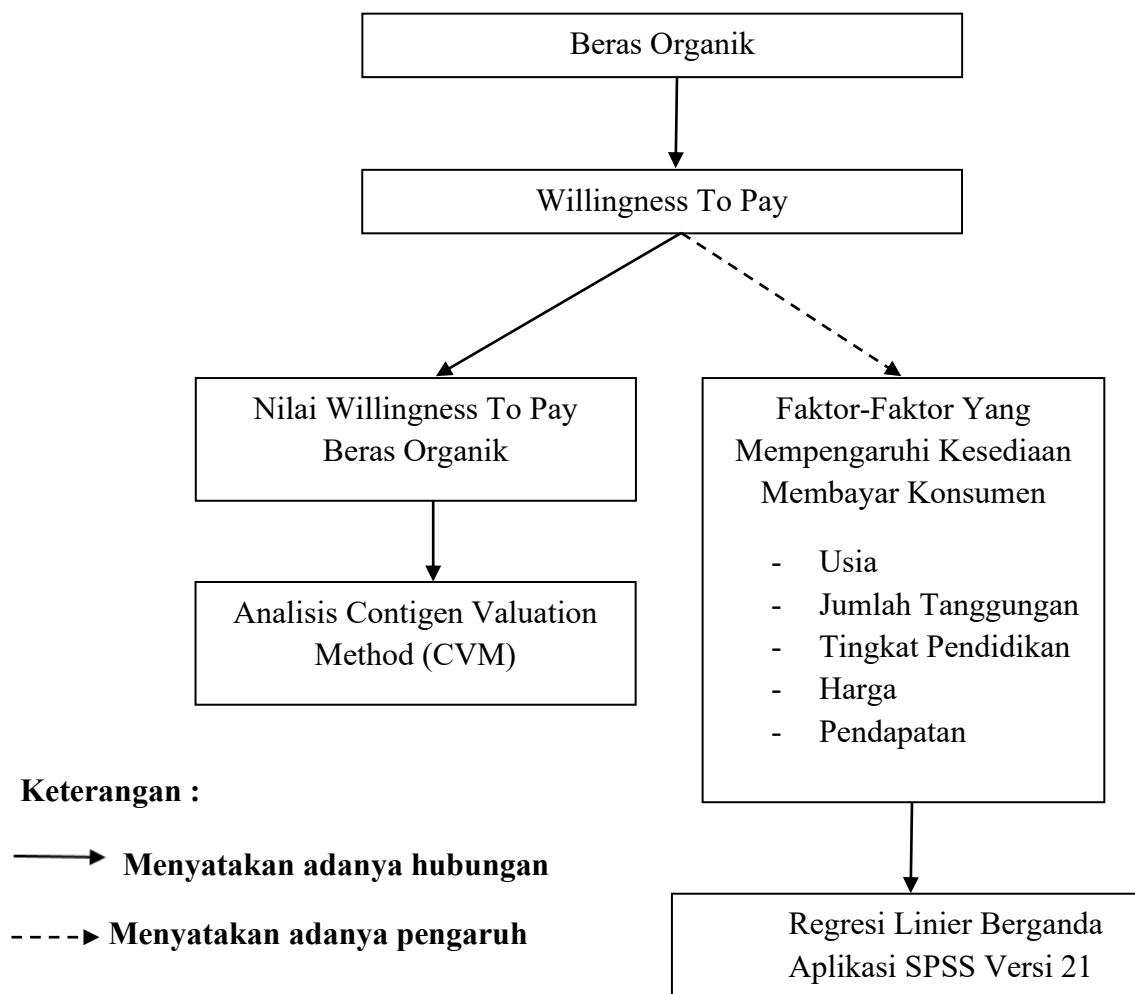 Beras Organik
Willingness To Pay
Nilai Willingness To Pay
Beras Organik
Analisis Contigen Valuation
Method (CVM)
Faktor-Faktor Yang
Mempengaruhi Kesediaan
Membayar Konsumen
- Usia
- Jumlah Tanggungan
- Tingkat Pendidikan
- Harga
- Pendapatan
Keterangan :
Menyatakan adanya hubungan
Menyatakan adanya pengaruh
Regresi Linier Berganda
Aplikasi SPSS Versi 21